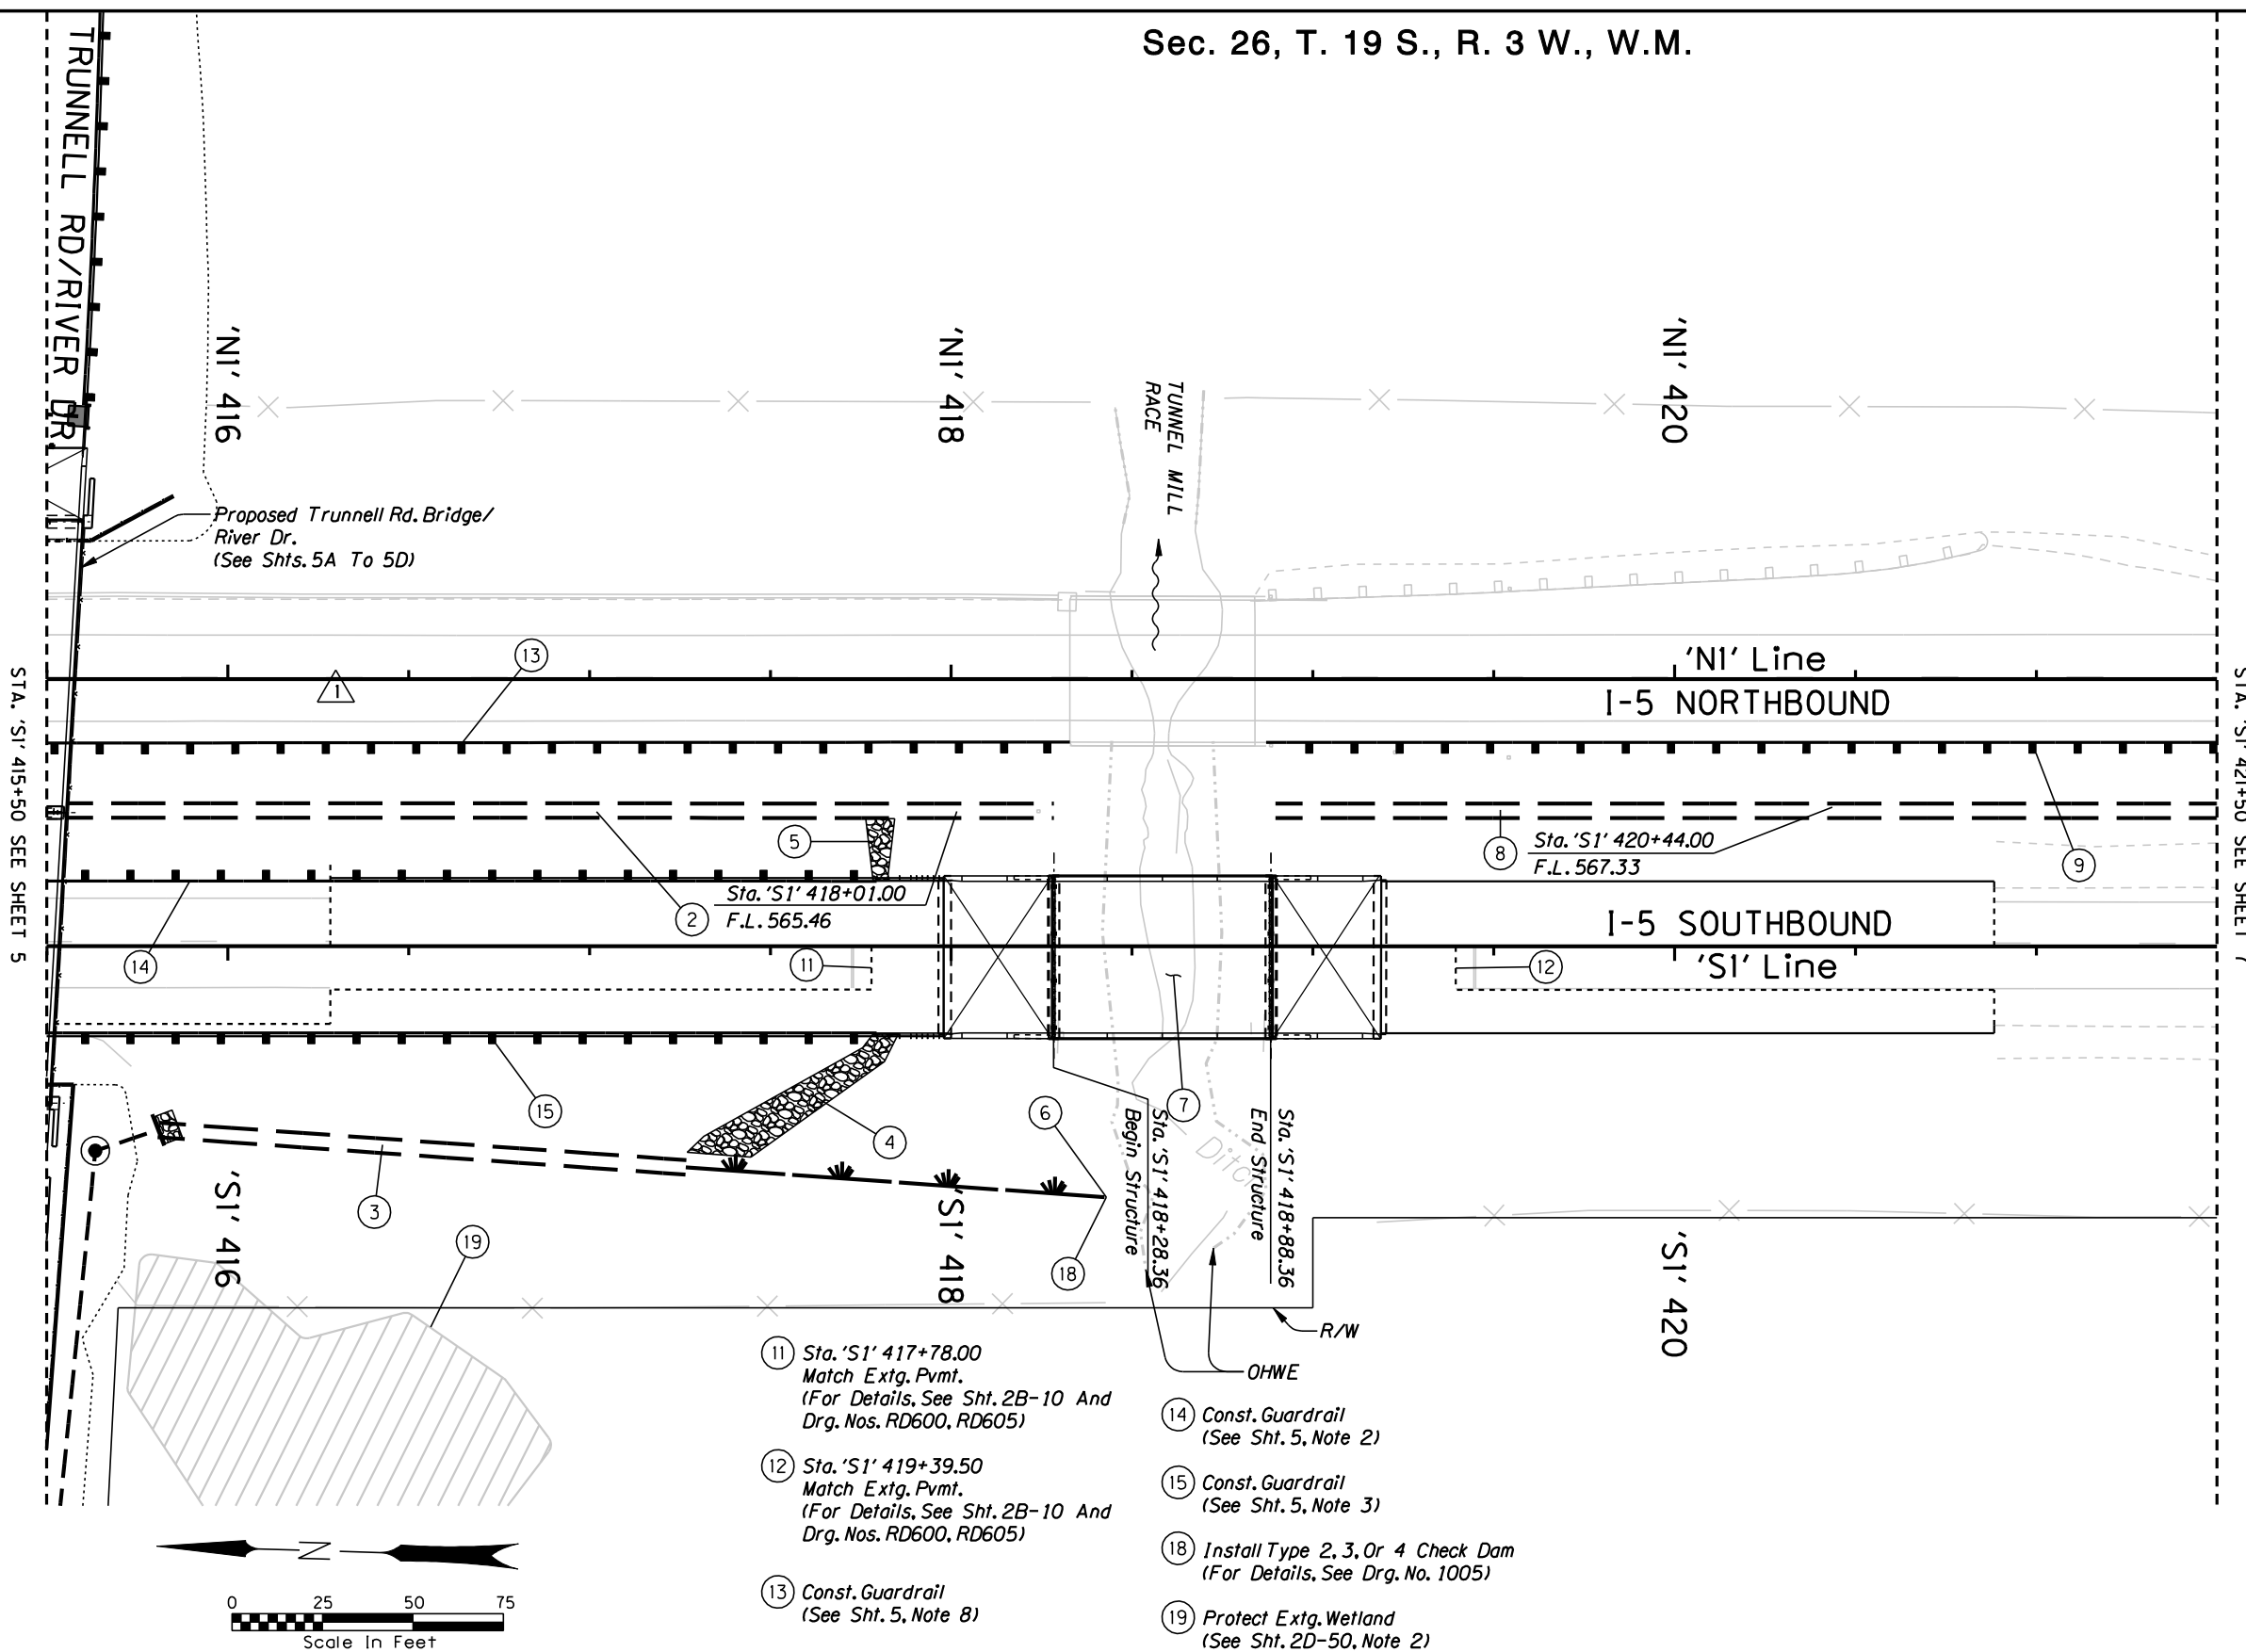 Sec. 26, T. 19 S., R. 3 W., W.M.
TRUNNELL RD/RIVER DR.
'N1' 416
'N1' 418
'N1' 420
TUNNEL MILL
RACE
Proposed Trunnell Rd. Bridge/
River Dr.
(See Shts. 5A To 5D)
13
1
'N1' Line
I-5 NORTHBOUND
STA. 'S1' 415+50 SEE SHEET 5
STA. 'S1' 421+50 SEE SHEET 7
5
8
Sta. 'S1' 420+44.00
F.L. 567.33
9
2
Sta. 'S1' 418+01.00
F.L. 565.46
I-5 SOUTHBOUND
14
11
12
'S1' Line
15
4
6
7
3
Sta. 'S1' 418+28.36
Begin Structure
Sta. 'S1' 418+88.36
End Structure
Ditch
19
18
'S1' 416
'S1' 418
'S1' 420
R/W
OHWE
11 Sta. 'S1' 417+78.00
Match Extg. Pvmt.
(For Details, See Sht. 2B-10 And
Drg. Nos. RD600, RD605)
12 Sta. 'S1' 419+39.50
Match Extg. Pvmt.
(For Details, See Sht. 2B-10 And
Drg. Nos. RD600, RD605)
13 Const. Guardrail
(See Sht. 5, Note 8)
14 Const. Guardrail
(See Sht. 5, Note 2)
15 Const. Guardrail
(See Sht. 5, Note 3)
18 Install Type 2, 3, Or 4 Check Dam
(For Details, See Drg. No. 1005)
19 Protect Extg. Wetland
(See Sht. 2D-50, Note 2)
N
0 25 50 75
Scale In Feet